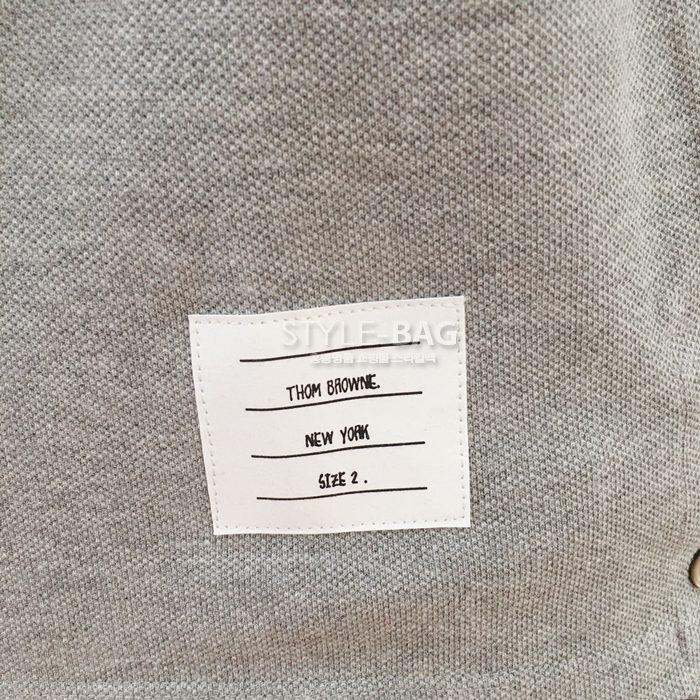 STYLE-BAG
THOM BROWNE.
NEW YORK
SIZE 2 .